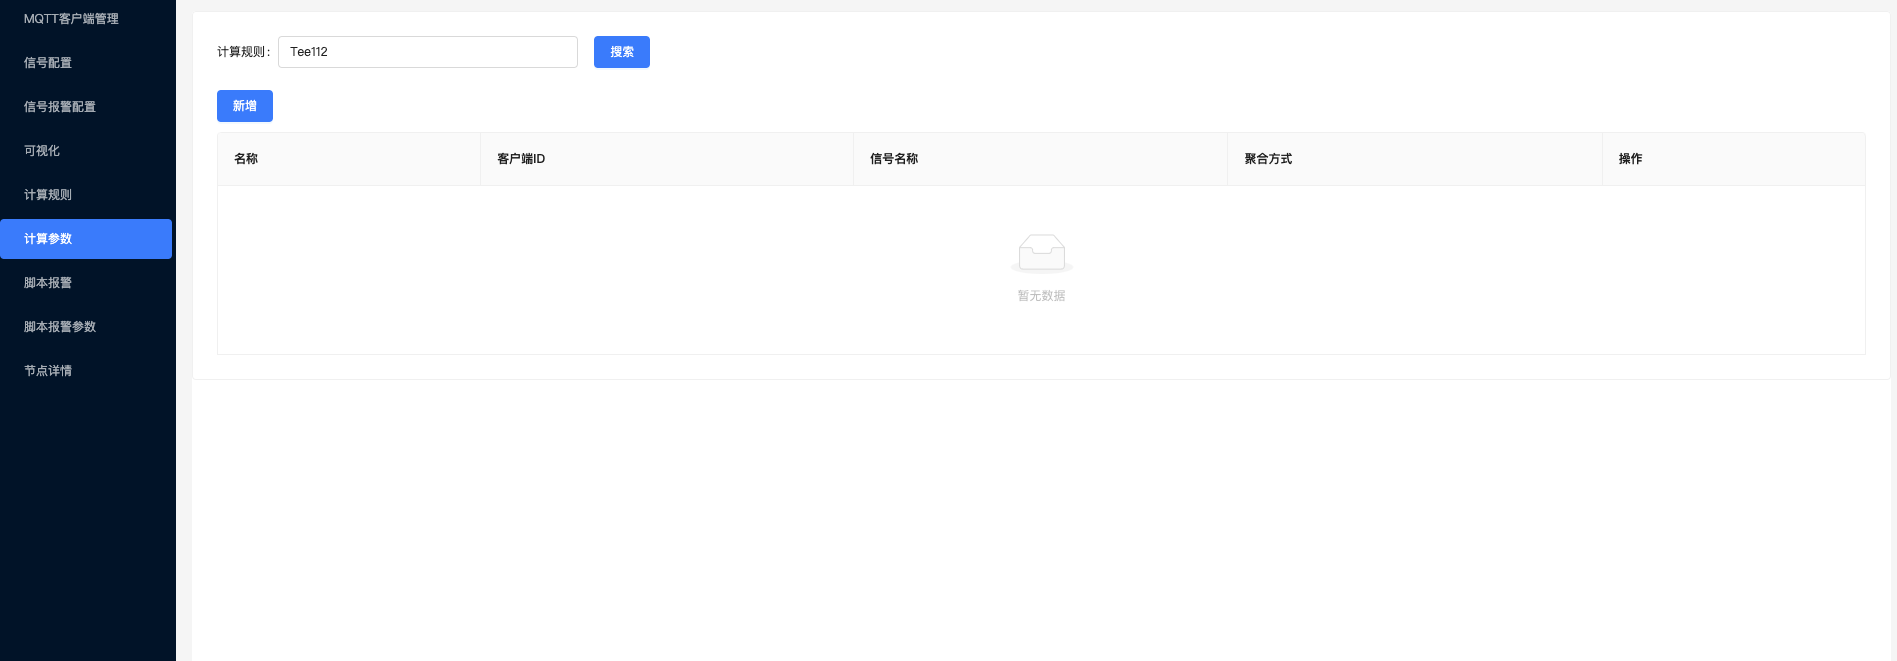 MQTT客户端管理
信号配置
信号报警配置
可视化
计算规则
计算参数
脚本报警
脚本报警参数
节点详情
计算规则： Tee112 搜索
新增
名称 客户端ID 信号名称 聚合方式 操作
暂无数据